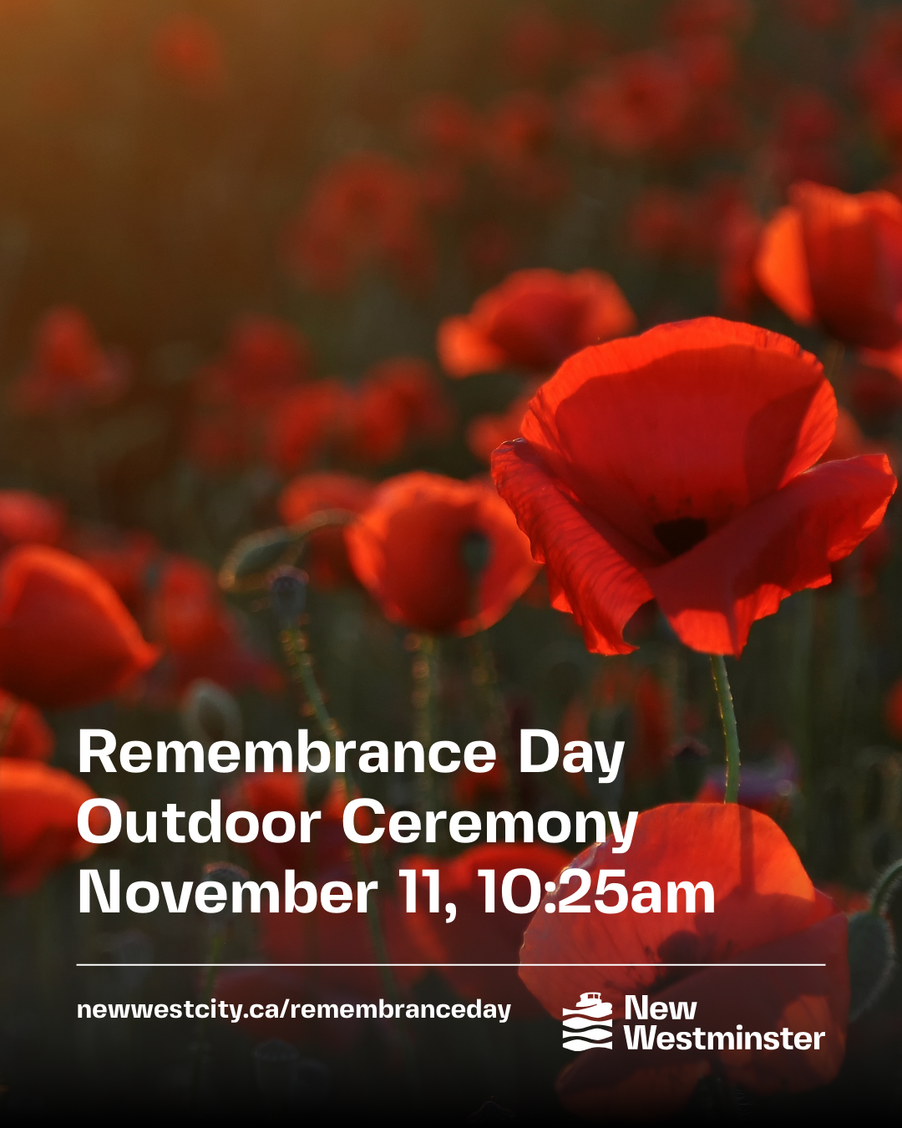 Remembrance Day
Outdoor Ceremony
November 11, 10:25am
newwestcity.ca/remembranceday
New
Westminster